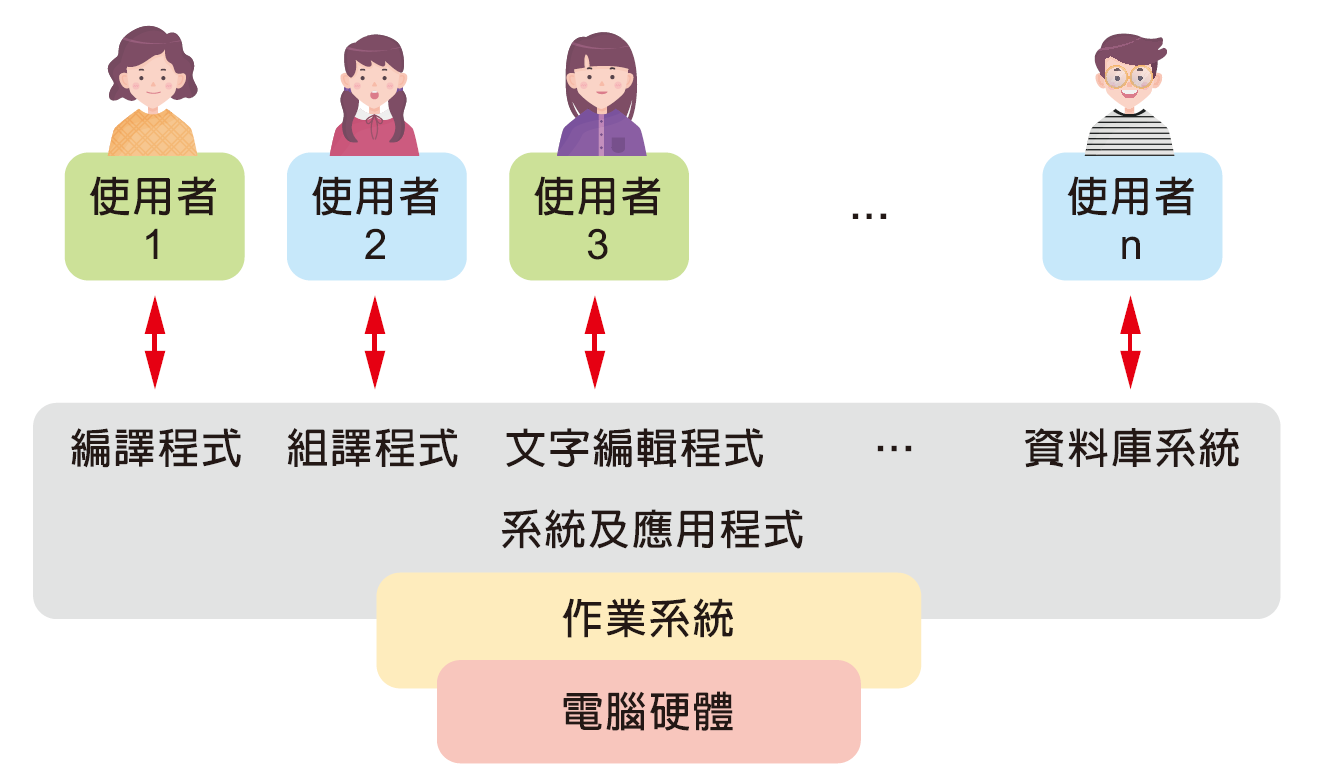 使用者
1
使用者
2
使用者
3
…
使用者
n
編譯程式 組譯程式 文字編輯程式 … 資料庫系統
系統及應用程式
作業系統
電腦硬體